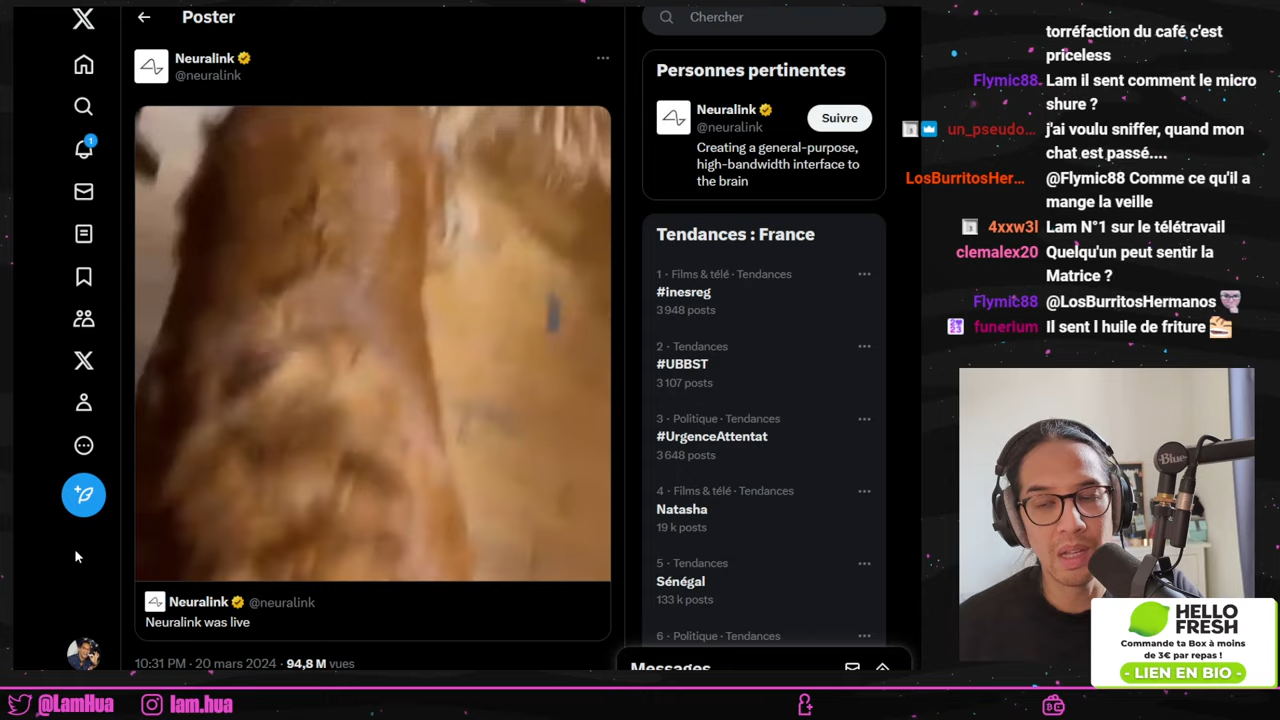 Poster
Neuralink
@neuralink
Neuralink @neuralink
Neuralink was live
10:31 PM · 20 mars 2024 · 94,8 M vues
Chercher
Personnes pertinentes
Neuralink
@neuralink
Suivre
Creating a general-purpose,
high-bandwidth interface to
the brain
Tendances : France
1 · Films & télé · Tendances
#inesreg
3 948 posts
2 · Tendances
#UBBST
3 107 posts
3 · Politique · Tendances
#UrgenceAttentat
3 648 posts
4 · Films & télé · Tendances
Natasha
19 k posts
5 · Tendances
Sénégal
133 k posts
6 · Politique · Tendances
Messages
1
torréfaction du café c'est
priceless
Flymic88 Lam il sent comment le micro
shure ?
un_pseudo... j'ai voulu sniffer, quand mon
chat est passé....
LosBurritosHer... @Flymic88 Comme ce qu'il a
mange la veille
4xxw3l Lam N°1 sur le télétravail
clemalex20 Quelqu'un peut sentir la
Matrice ?
Flymic88 @LosBurritosHermanos
funerium Il sent l huile de friture
Blue
HELLO
FRESH
Commande ta Box à moins
de 3€ par repas !
- LIEN EN BIO -
@LamHua
lam.hua